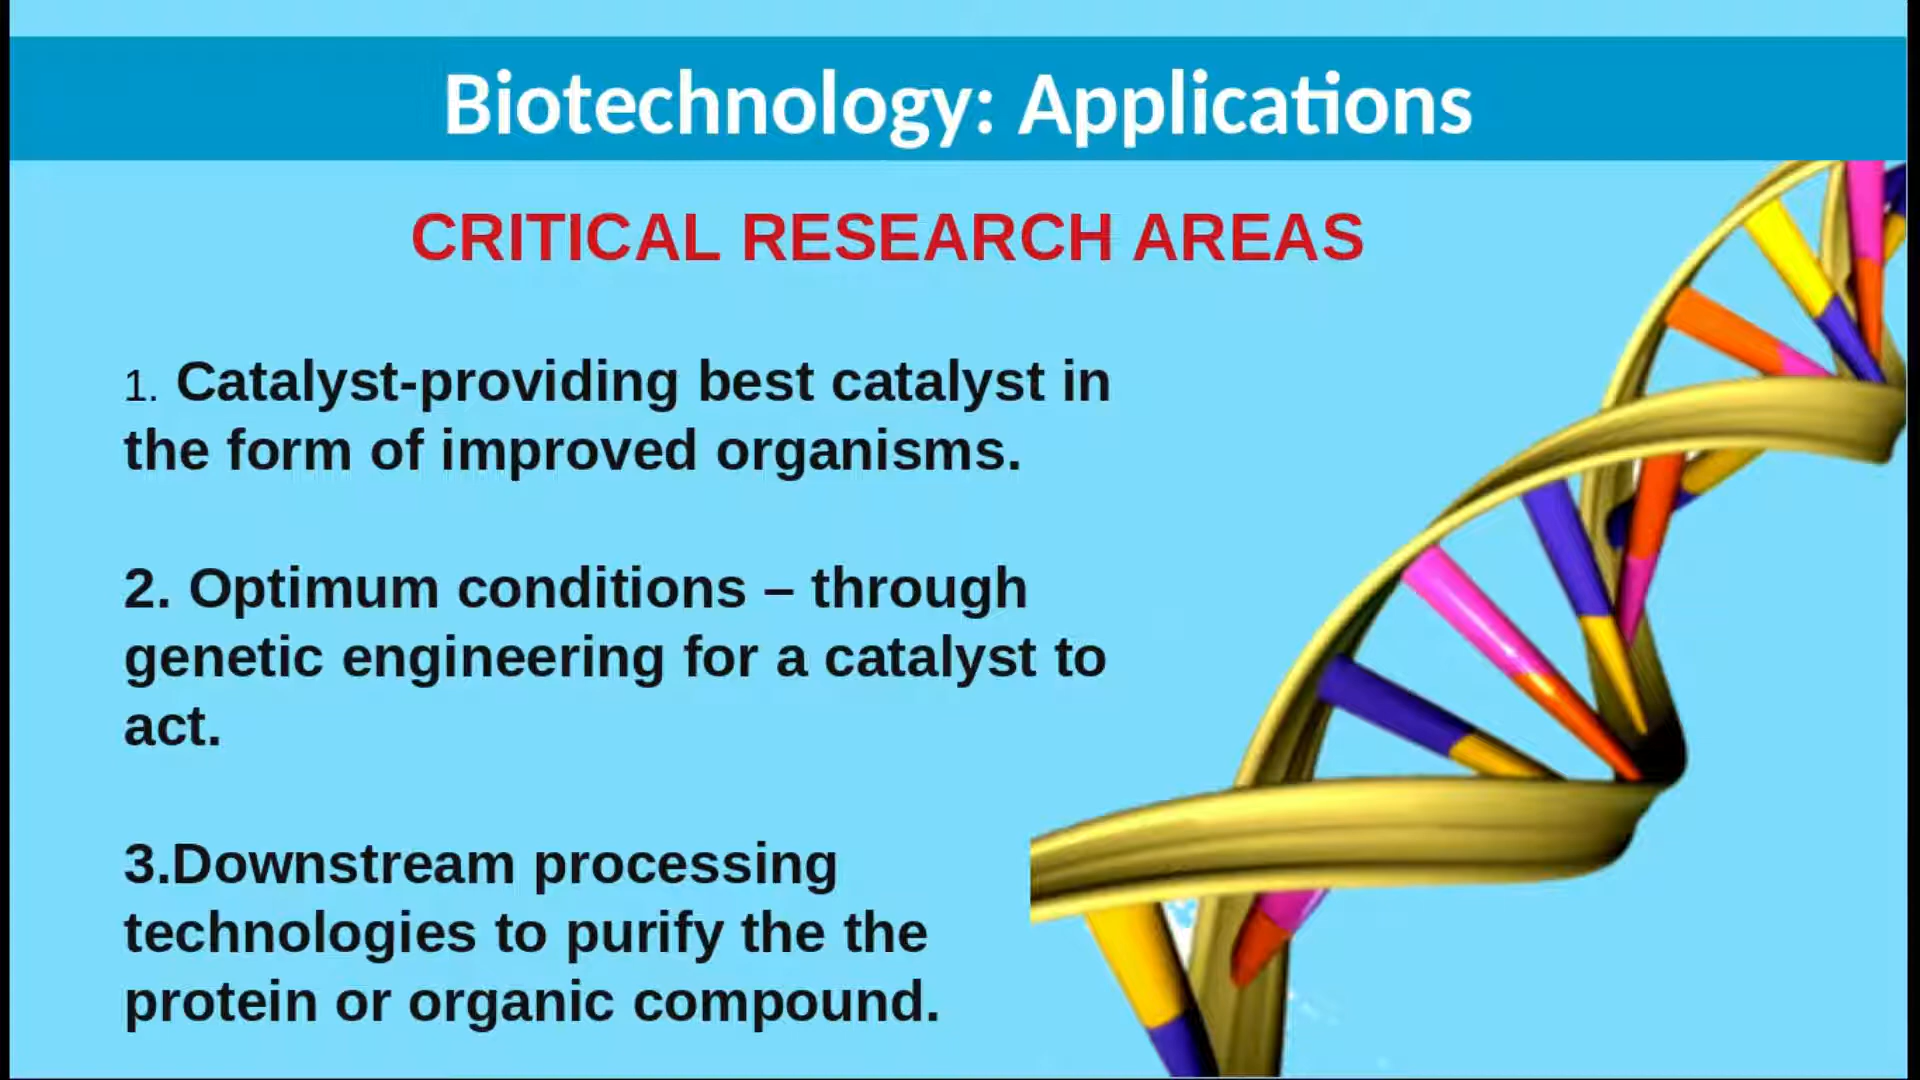 Biotechnology: Applications
CRITICAL RESEARCH AREAS
1. Catalyst-providing best catalyst in
the form of improved organisms.
2. Optimum conditions – through
genetic engineering for a catalyst to
act.
3.Downstream processing
technologies to purify the the
protein or organic compound.